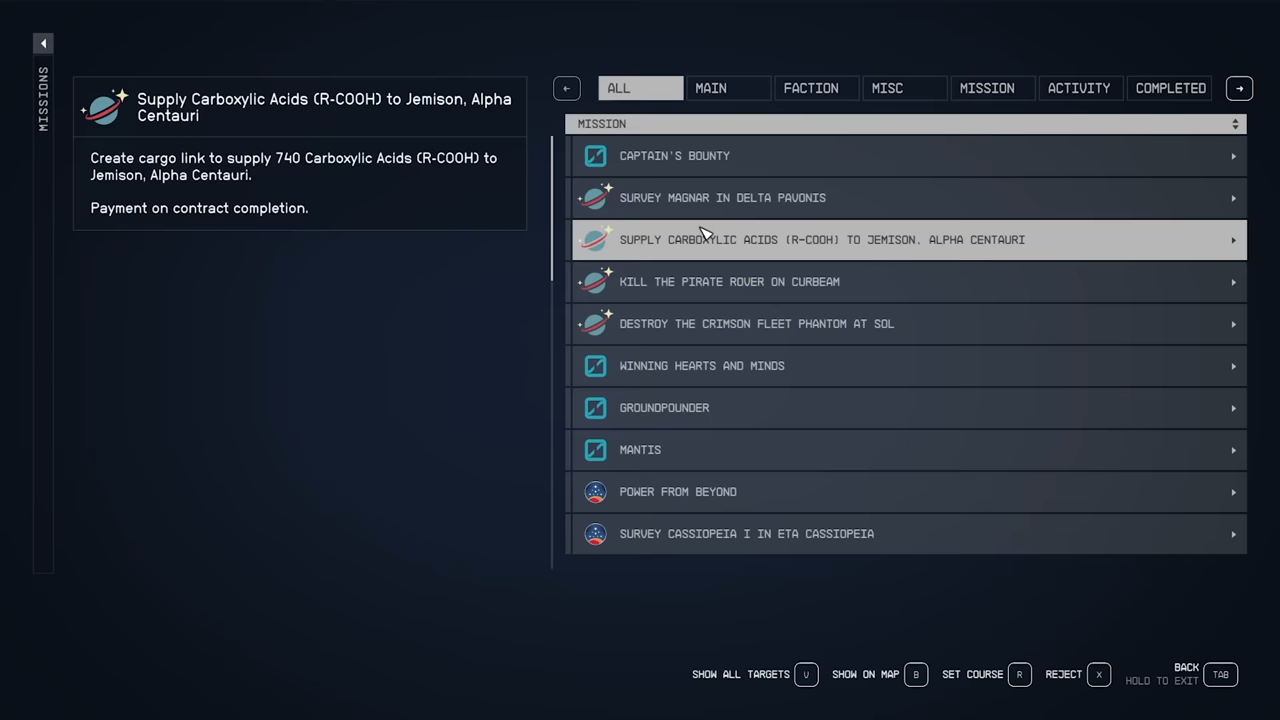 MISSIONS
Supply Carboxylic Acids (R-COOH) to Jemison, Alpha
Centauri
Create cargo link to supply 740 Carboxylic Acids (R-COOH) to
Jemison, Alpha Centauri.
Payment on contract completion.
ALL MAIN FACTION MISC MISSION ACTIVITY COMPLETED
MISSION
CAPTAIN'S BOUNTY
SURVEY MAGNAR IN DELTA PAVONIS
SUPPLY CARBOXYLIC ACIDS (R-COOH) TO JEMISON, ALPHA CENTAURI
KILL THE PIRATE ROVER ON CURBEAM
DESTROY THE CRIMSON FLEET PHANTOM AT SOL
WINNING HEARTS AND MINDS
GROUNDPOUNDER
MANTIS
POWER FROM BEYOND
SURVEY CASSIOPEIA I IN ETA CASSIOPEIA
SHOW ALL TARGETS V SHOW ON MAP B SET COURSE R REJECT X BACK
HOLD TO EXIT TAB